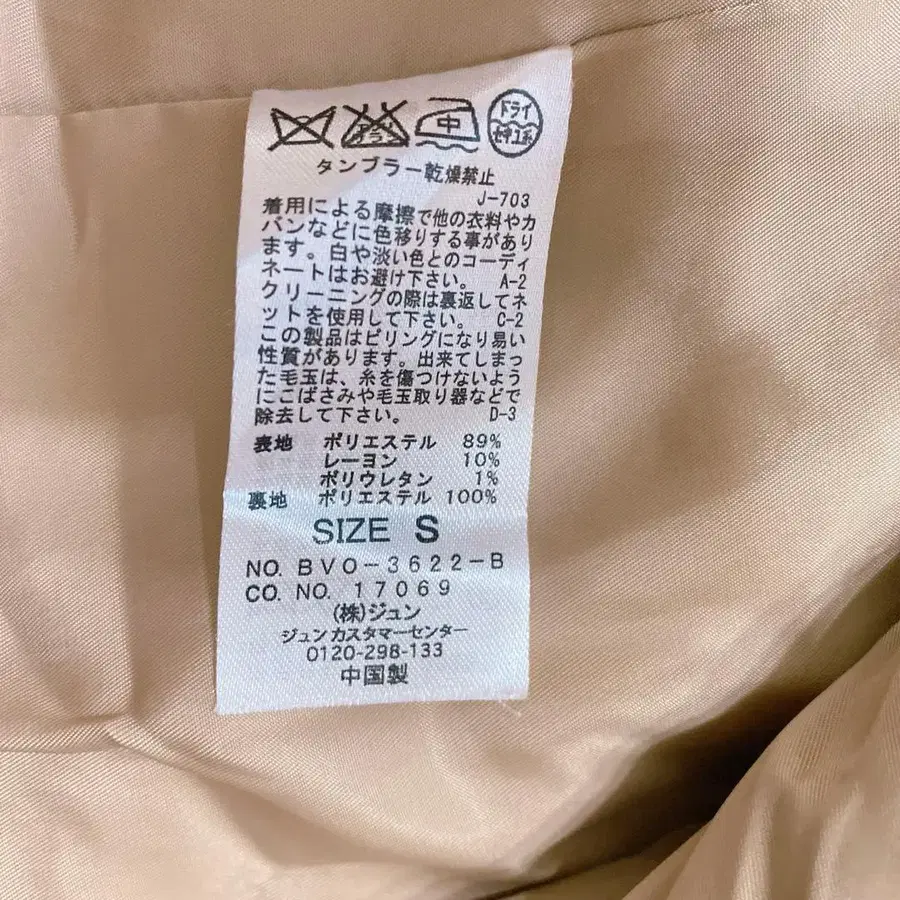 エンソ
サラシ
中
ドライ
セキユ系
タンブラー乾燥禁止
J-703
着用による摩擦で他の衣料やカ
バンなどに色移りする事があり
ます。白や淡い色とのコーディ
ネートはお避け下さい。 A-2
クリーニングの際は裏返してネ
ットを使用して下さい。 C-2
この製品はピリングになり易い
性質があります。出来てしまっ
た毛玉は、糸を傷つけないよう
にこばさみや毛玉取り器などで
除去して下さい。 D-3
表地 ポリエステル 89%
レーヨン 10%
ポリウレタン 1%
裏地 ポリエステル 100%
SIZE S
NO. BVO-3622-B
CO. NO. 17069
(株)ジュン
ジュンカスタマーセンター
0120-298-133
中国製